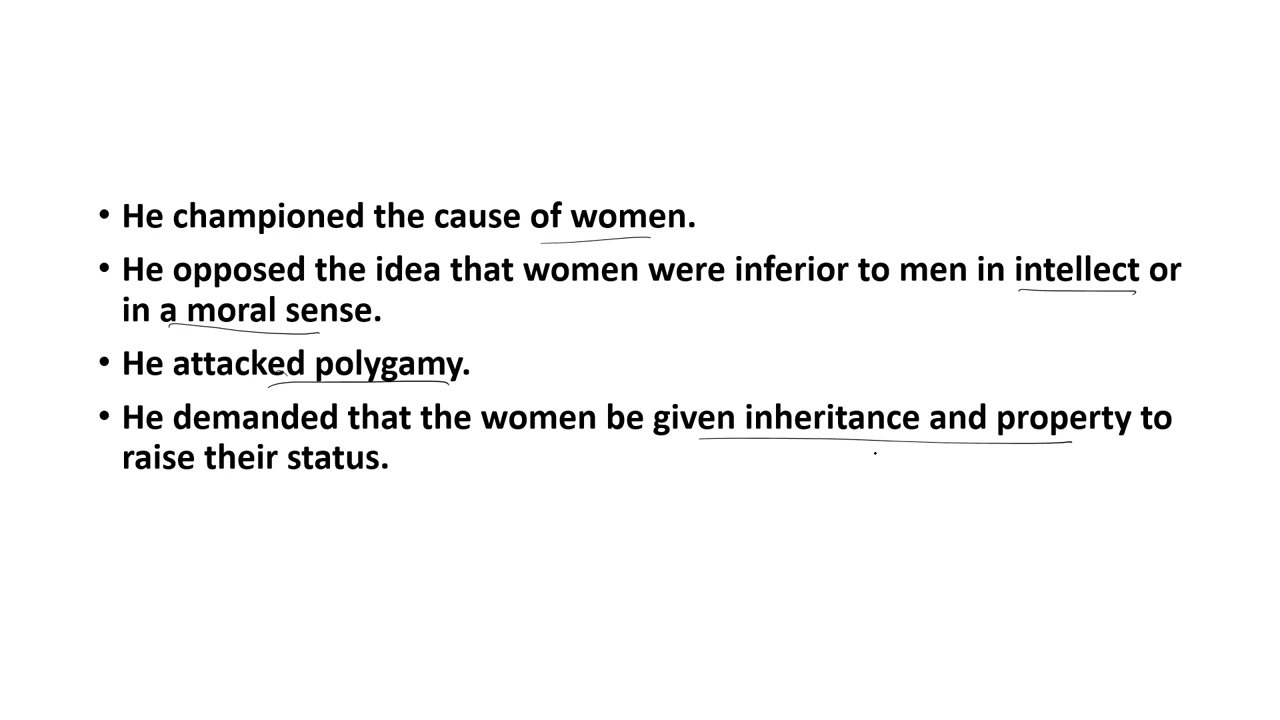 • He championed the cause of women.
• He opposed the idea that women were inferior to men in intellect or
in a moral sense.
• He attacked polygamy.
• He demanded that the women be given inheritance and property to
raise their status.